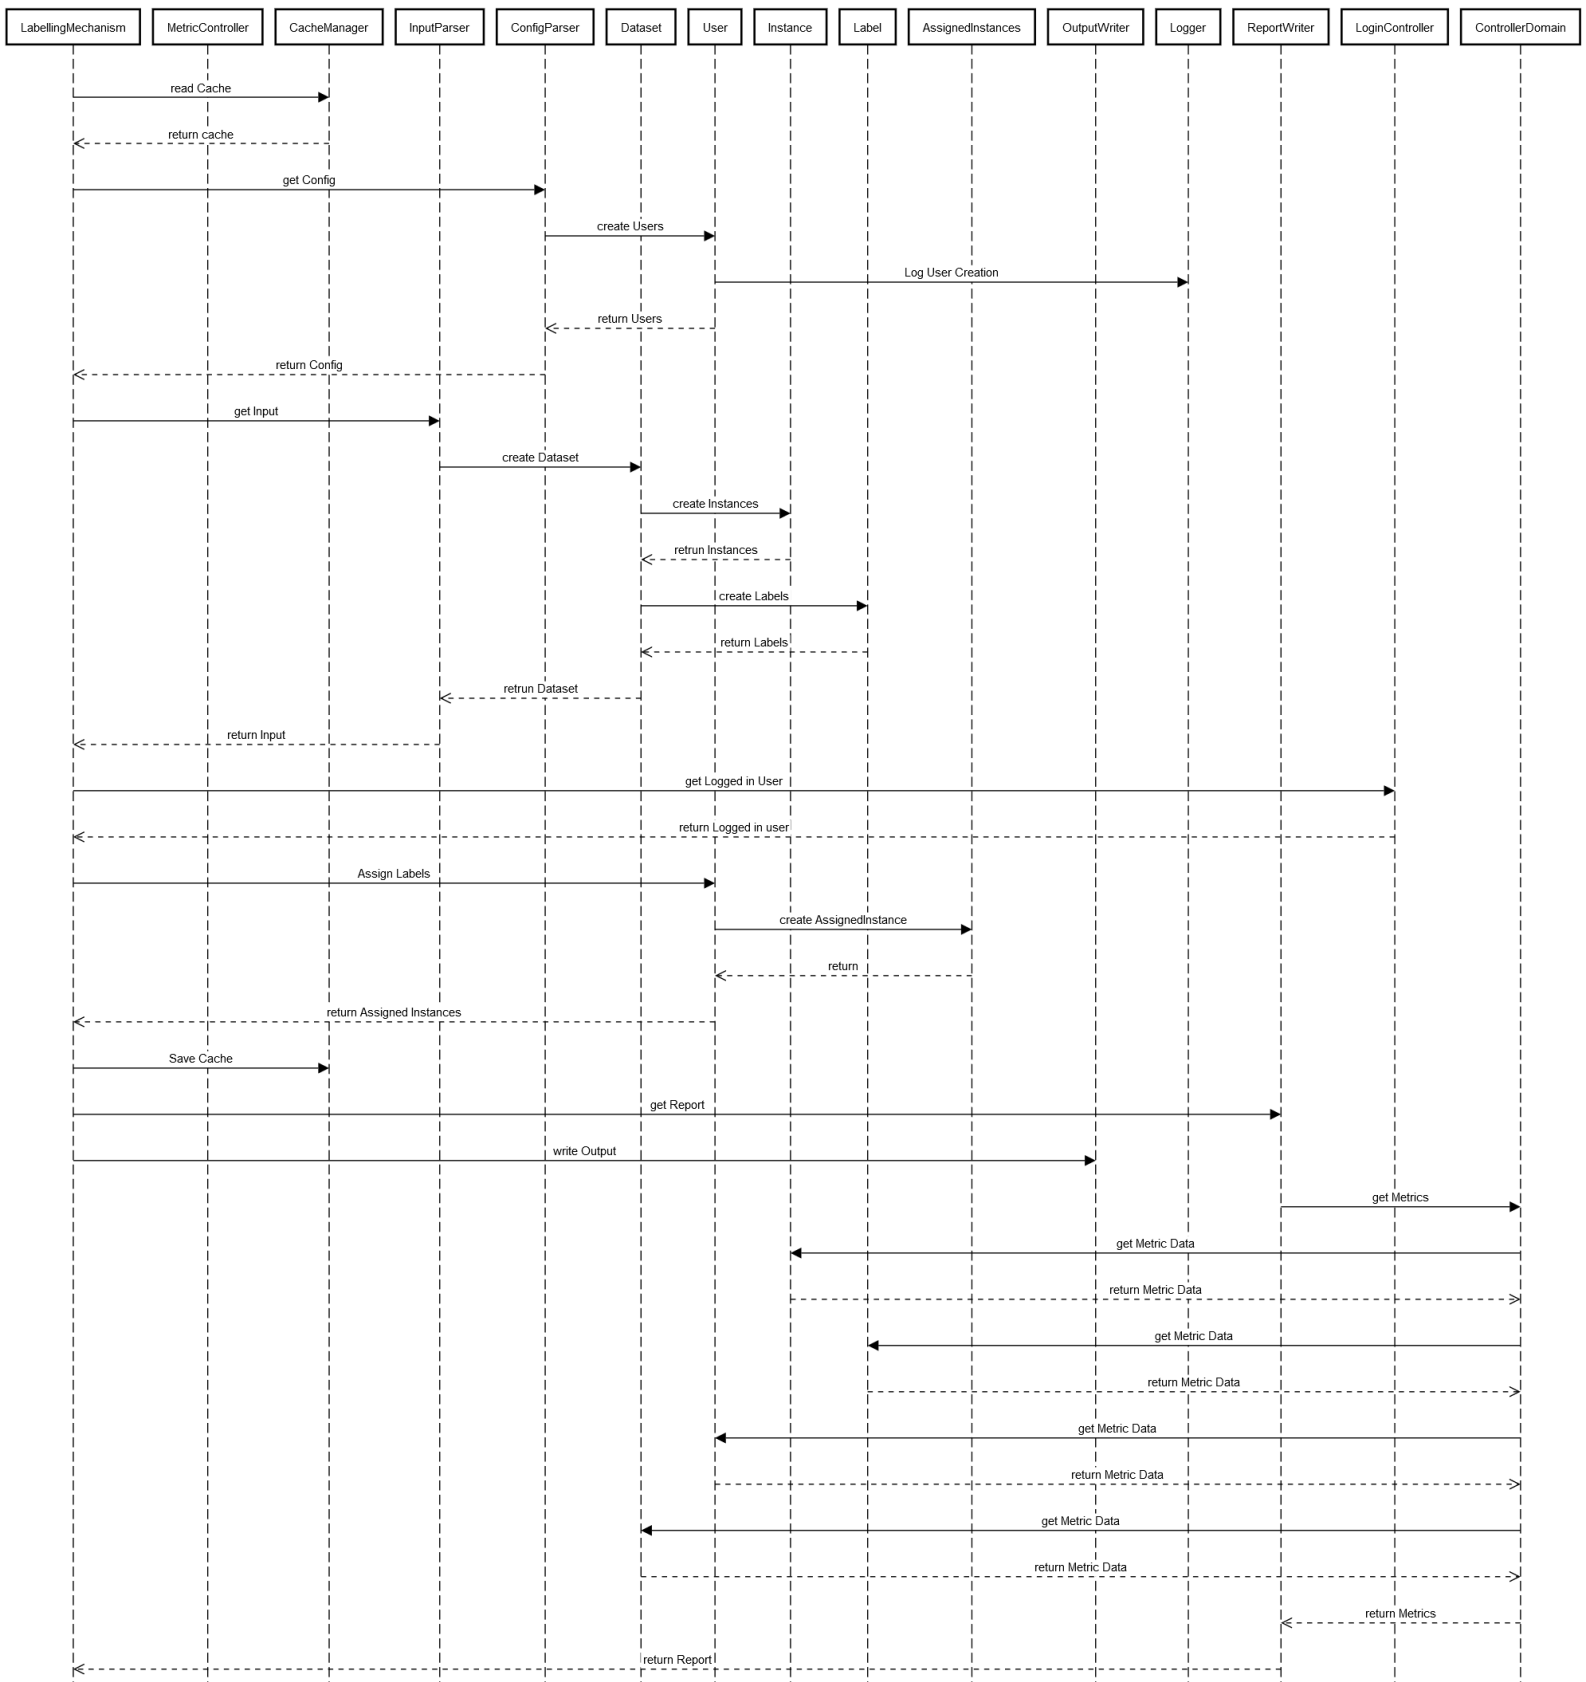 LabellingMechanism
MetricController
CacheManager
InputParser
ConfigParser
Dataset
User
Instance
Label
AssignedInstances
OutputWriter
Logger
ReportWriter
LoginController
ControllerDomain
read Cache
return cache
get Config
create Users
Log User Creation
return Users
return Config
get Input
create Dataset
create Instances
retrun Instances
create Labels
return Labels
retrun Dataset
return Input
get Logged in User
return Logged in user
Assign Labels
create AssignedInstance
return
return Assigned Instances
Save Cache
get Report
write Output
get Metrics
get Metric Data
return Metric Data
get Metric Data
return Metric Data
get Metric Data
return Metric Data
get Metric Data
return Metric Data
return Metrics
return Report